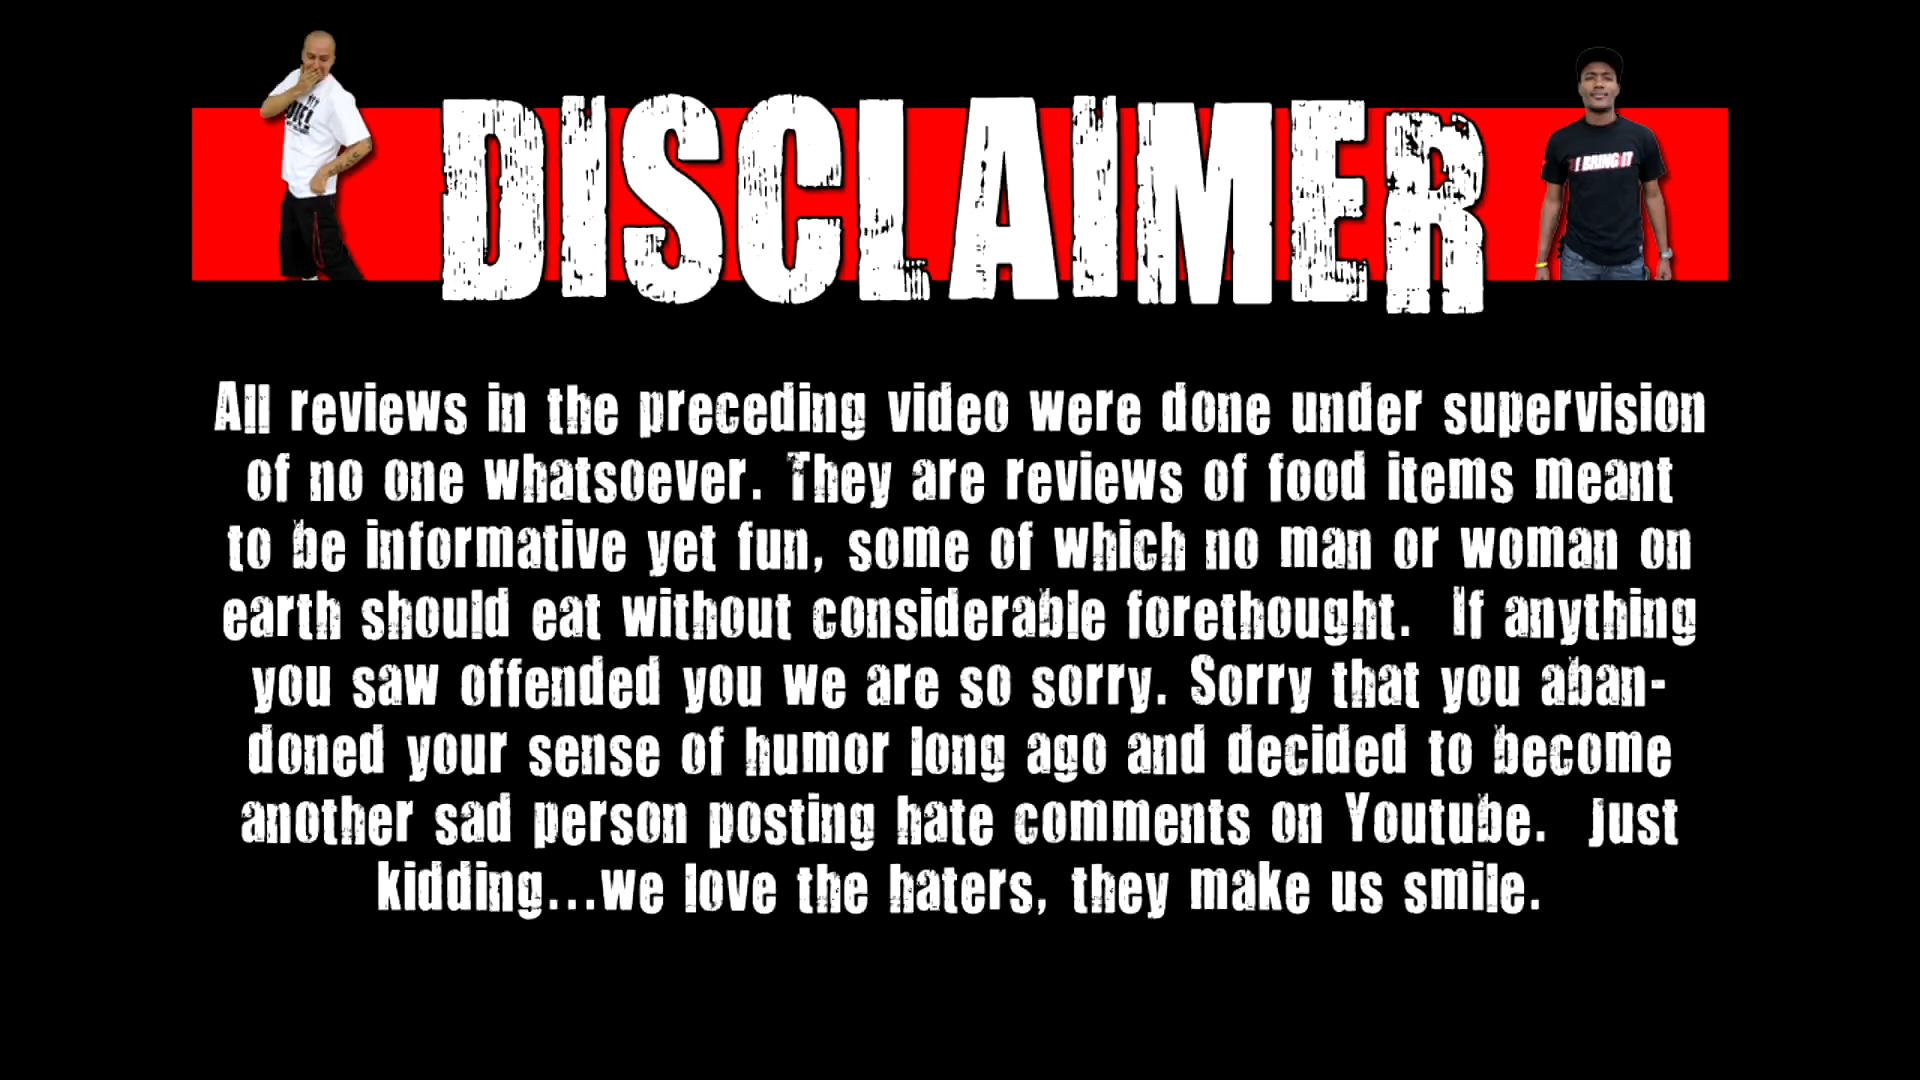 DISCLAIMER
I BRING IT
All reviews in the preceding video were done under supervision
of no one whatsoever. They are reviews of food items meant
to be informative yet fun, some of which no man or woman on
earth should eat without considerable forethought. If anything
you saw offended you we are so sorry. Sorry that you aban-
doned your sense of humor long ago and decided to become
another sad person posting hate comments on Youtube. Just
kidding...we love the haters, they make us smile.